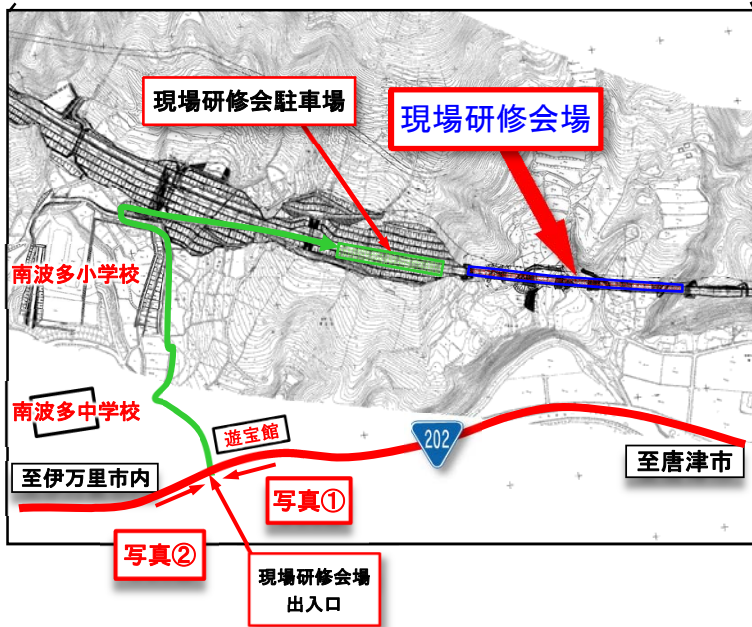 現場研修会駐車場
現場研修会場
南波多小学校
南波多中学校
遊宝館
202
至伊万里市内
至唐津市
写真①
写真②
現場研修会場
出入口